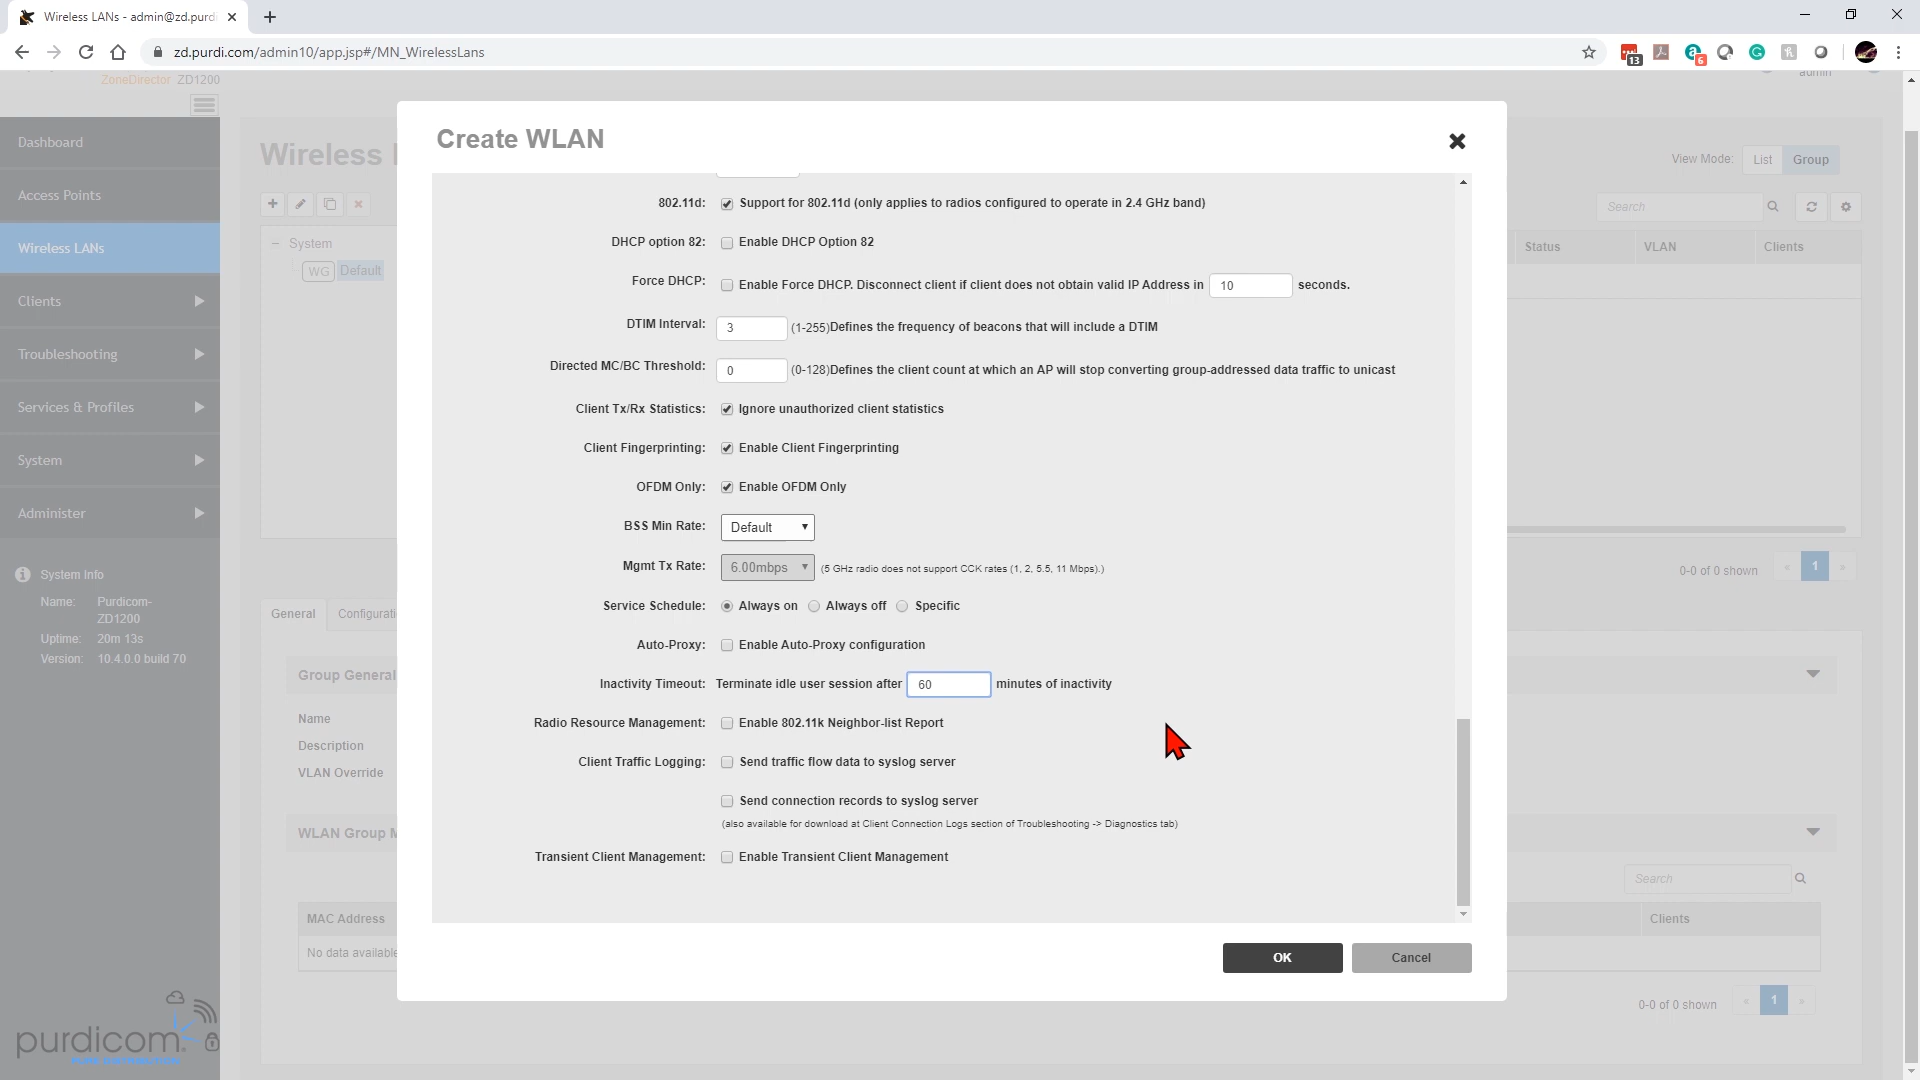 Wireless LANs - admin@zd.purdi
zd.purdi.com/admin10/app.jsp#/MN_WirelessLans
13
6
ZoneDirector ZD1200
admin
Dashboard
Access Points
Wireless LANs
Clients
Troubleshooting
Services & Profiles
System
Administer
System Info
Name: Purdicom-
ZD1200
Uptime: 20m 13s
Version: 10.4.0.0 build 70
purdicom
Wireless
View Mode: List Group
Search
System
WG Default
Status VLAN Clients
0-0 of 0 shown « 1 »
General Configurati
Group General
Name
Description
VLAN Override
WLAN Group M
Search
MAC Address
Clients
No data available
0-0 of 0 shown « 1 »
Create WLAN
802.11d: Support for 802.11d (only applies to radios configured to operate in 2.4 GHz band)
DHCP option 82: Enable DHCP Option 82
Force DHCP: Enable Force DHCP. Disconnect client if client does not obtain valid IP Address in 10 seconds.
DTIM Interval: 3 (1-255)Defines the frequency of beacons that will include a DTIM
Directed MC/BC Threshold: 0 (0-128)Defines the client count at which an AP will stop converting group-addressed data traffic to unicast
Client Tx/Rx Statistics: Ignore unauthorized client statistics
Client Fingerprinting: Enable Client Fingerprinting
OFDM Only: Enable OFDM Only
BSS Min Rate: Default
Mgmt Tx Rate: 6.00mbps (5 GHz radio does not support CCK rates (1, 2, 5.5, 11 Mbps).)
Service Schedule: Always on Always off Specific
Auto-Proxy: Enable Auto-Proxy configuration
Inactivity Timeout: Terminate idle user session after 60 minutes of inactivity
Radio Resource Management: Enable 802.11k Neighbor-list Report
Client Traffic Logging: Send traffic flow data to syslog server
Send connection records to syslog server
(also available for download at Client Connection Logs section of Troubleshooting -> Diagnostics tab)
Transient Client Management: Enable Transient Client Management
OK Cancel